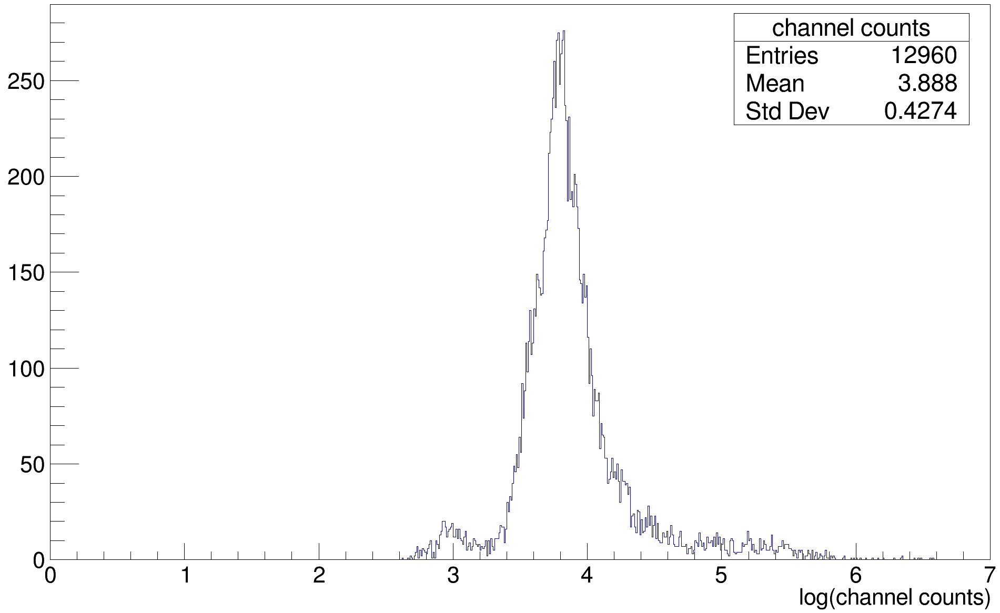 channel counts
Entries 12960
Mean 3.888
Std Dev 0.4274
250
200
150
100
50
0
0 1 2 3 4 5 6 7
log(channel counts)